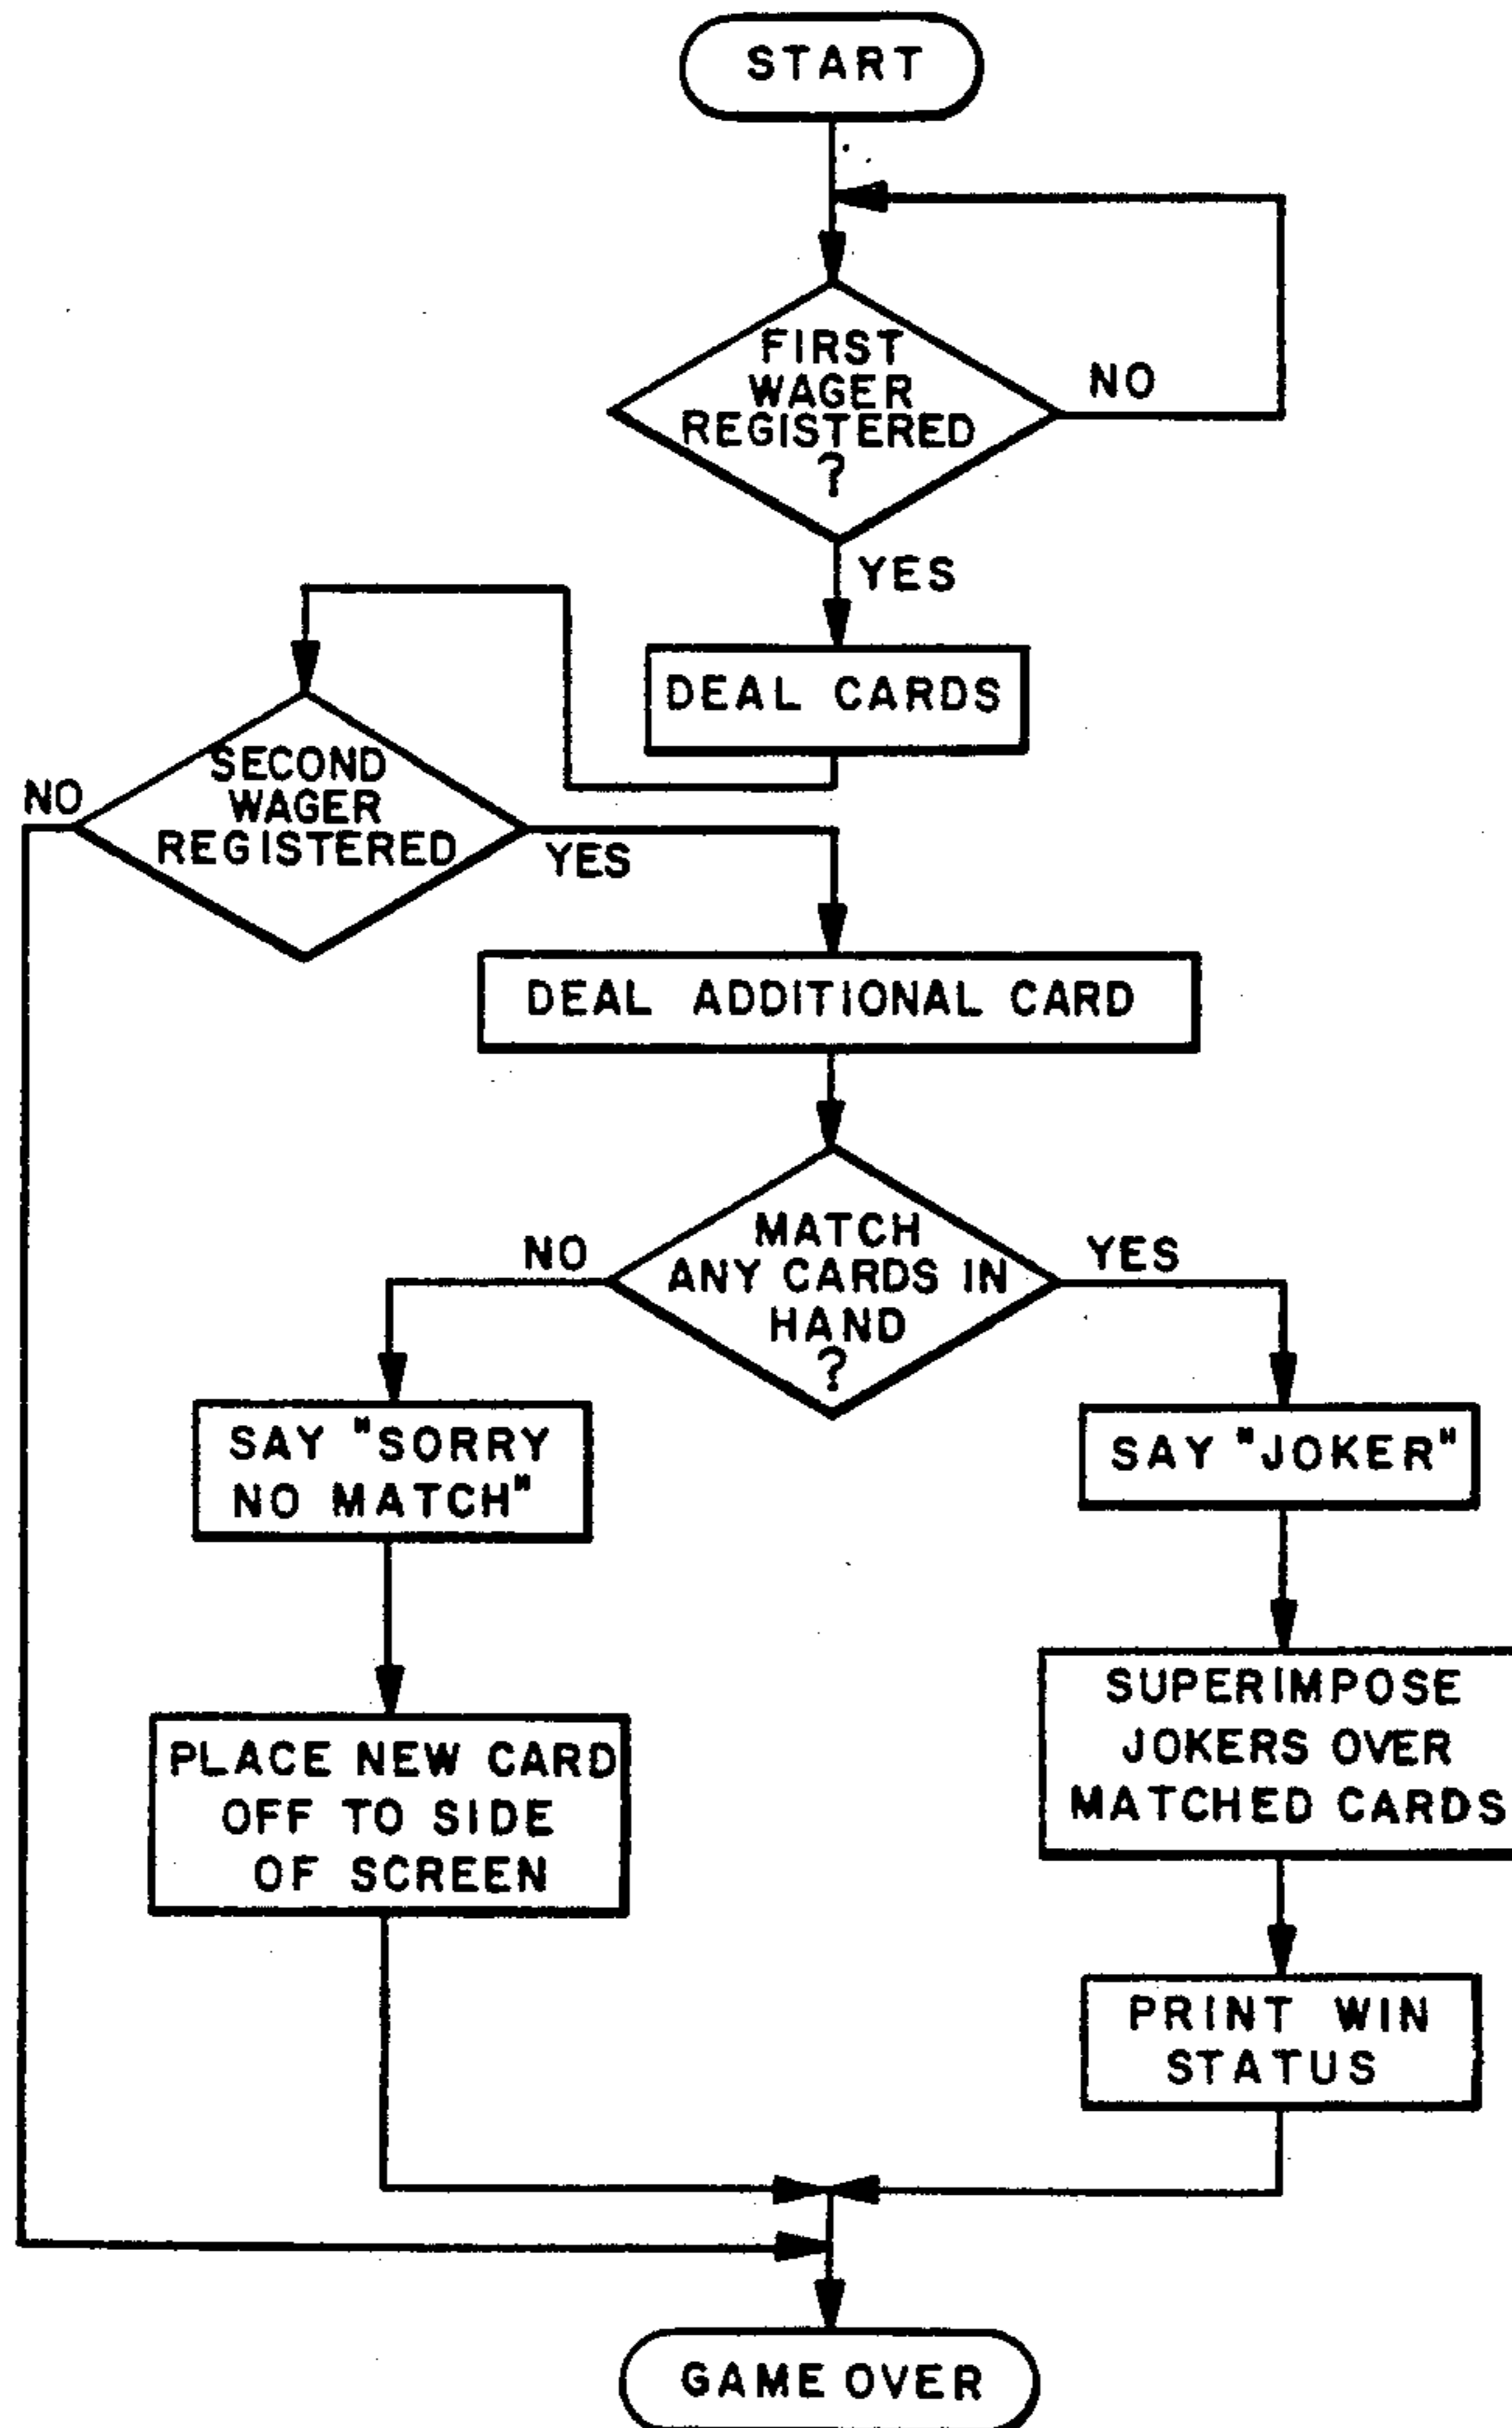 START
FIRST
WAGER
REGISTERED
?
NO
YES
DEAL CARDS
SECOND
WAGER
REGISTERED
NO
YES
DEAL ADDITIONAL CARD
MATCH
ANY CARDS IN
HAND
?
NO
YES
SAY "SORRY
NO MATCH"
SAY "JOKER"
PLACE NEW CARD
OFF TO SIDE
OF SCREEN
SUPERIMPOSE
JOKERS OVER
MATCHED CARDS
PRINT WIN
STATUS
GAME OVER